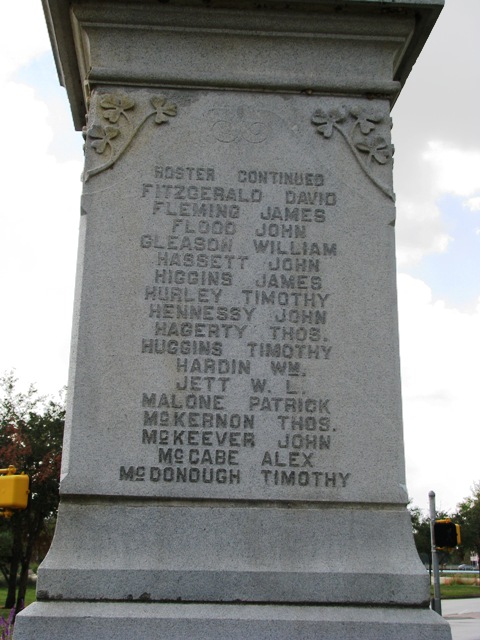 ROSTER CONTINUED
FITZGERALD DAVID
FLEMING JAMES
FLOOD JOHN
GLEASON WILLIAM
HASSETT JOHN
HIGGINS JAMES
HURLEY TIMOTHY
HENNESSY JOHN
HAGERTY THOS.
HUGGINS TIMOTHY
HARDIN WM.
JETT W. L.
MALONE PATRICK
McKERNON THOS.
McKEEVER JOHN
McCABE ALEX
McDONOUGH TIMOTHY